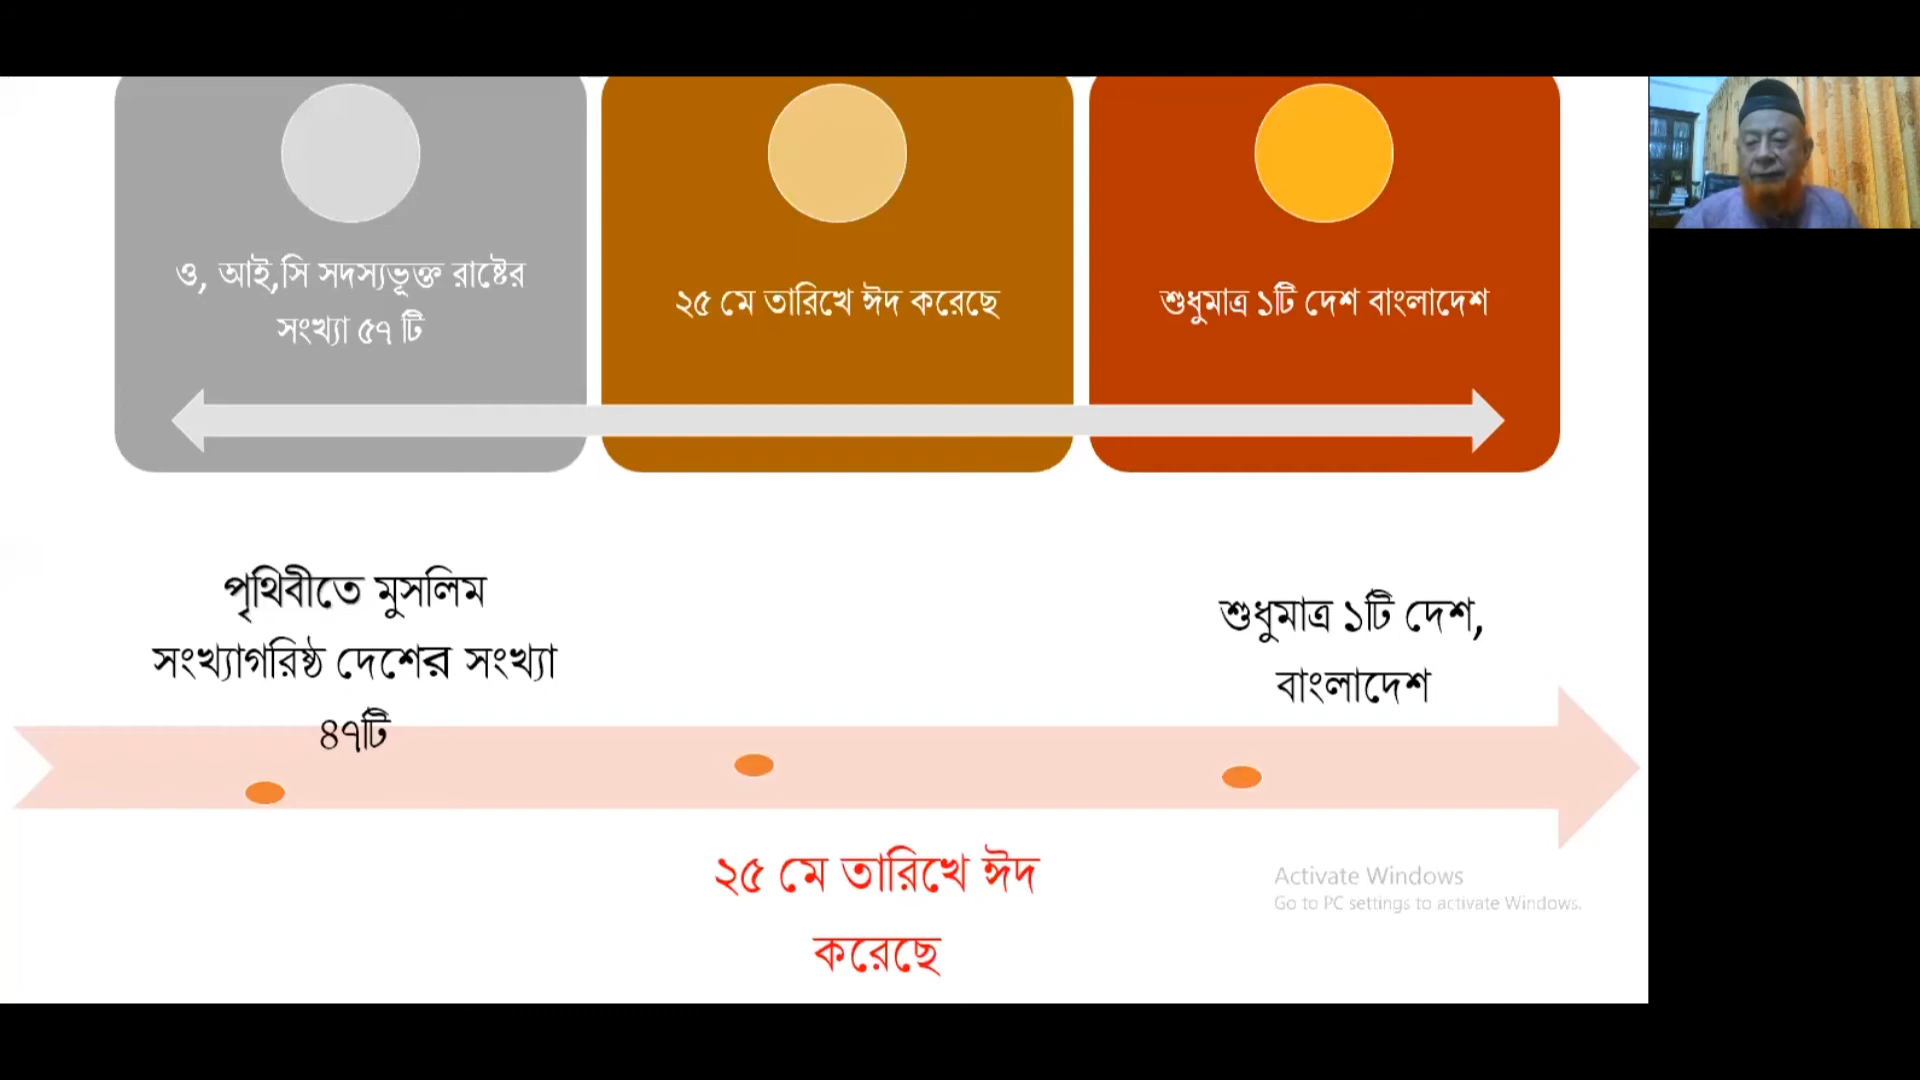 ও, আই,সি সদস্যভূক্ত রাষ্টের
সংখ্যা ৫৭ টি
২৫ মে তারিখে ঈদ করেছে
শুধুমাত্র ১টি দেশ বাংলাদেশ
পৃথিবীতে মুসলিম
সংখ্যাগরিষ্ঠ দেশের সংখ্যা
৪৭টি
শুধুমাত্র ১টি দেশ,
বাংলাদেশ
২৫ মে তারিখে ঈদ
করেছে
Activate Windows
Go to PC settings to activate Windows.